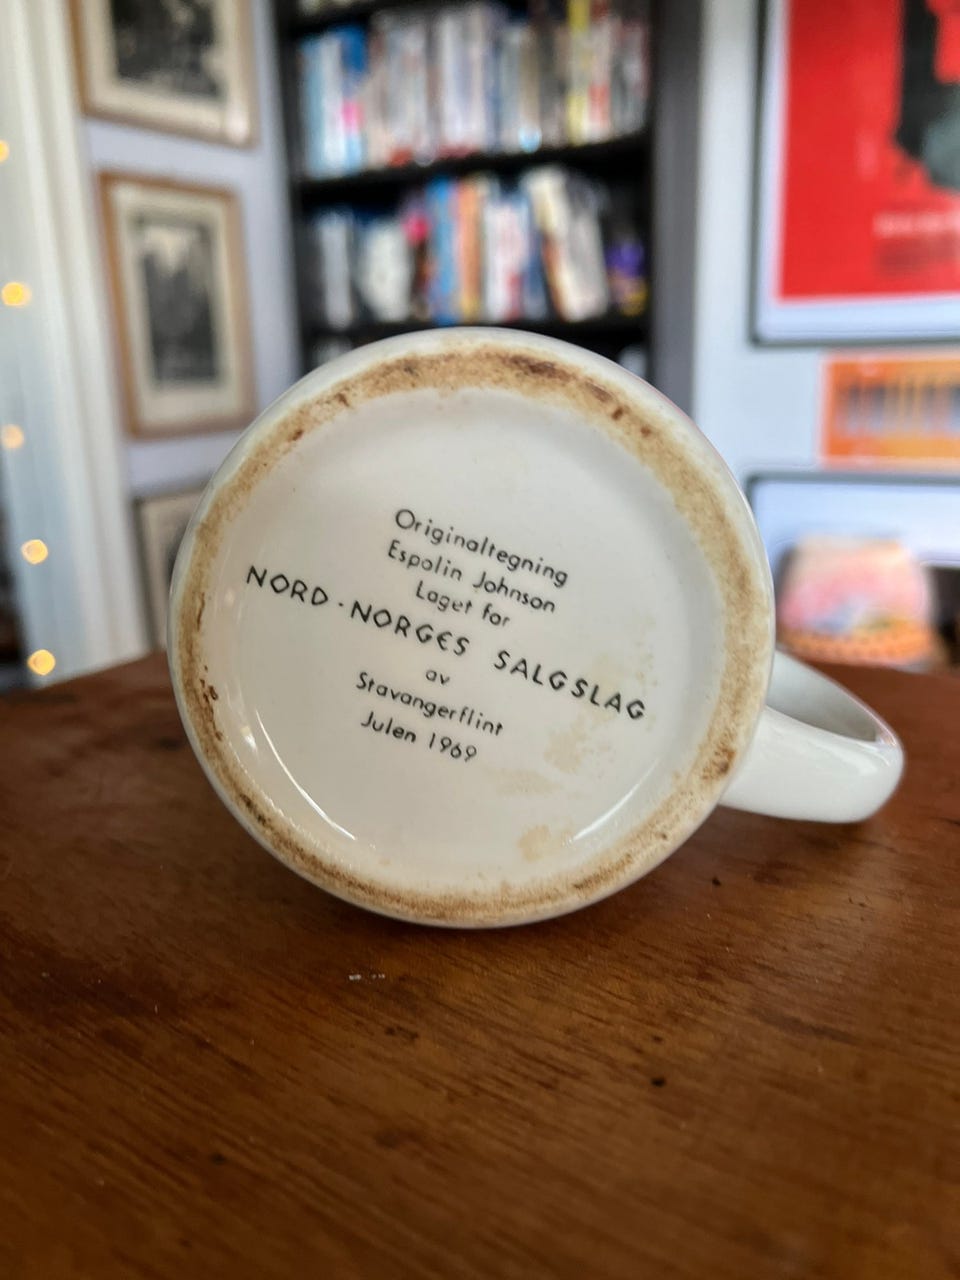 Originaltegning
Espolin Johnson
Laget for
NORD-NORGES SALGSLAG
av
Stavangerflint
Julen 1969